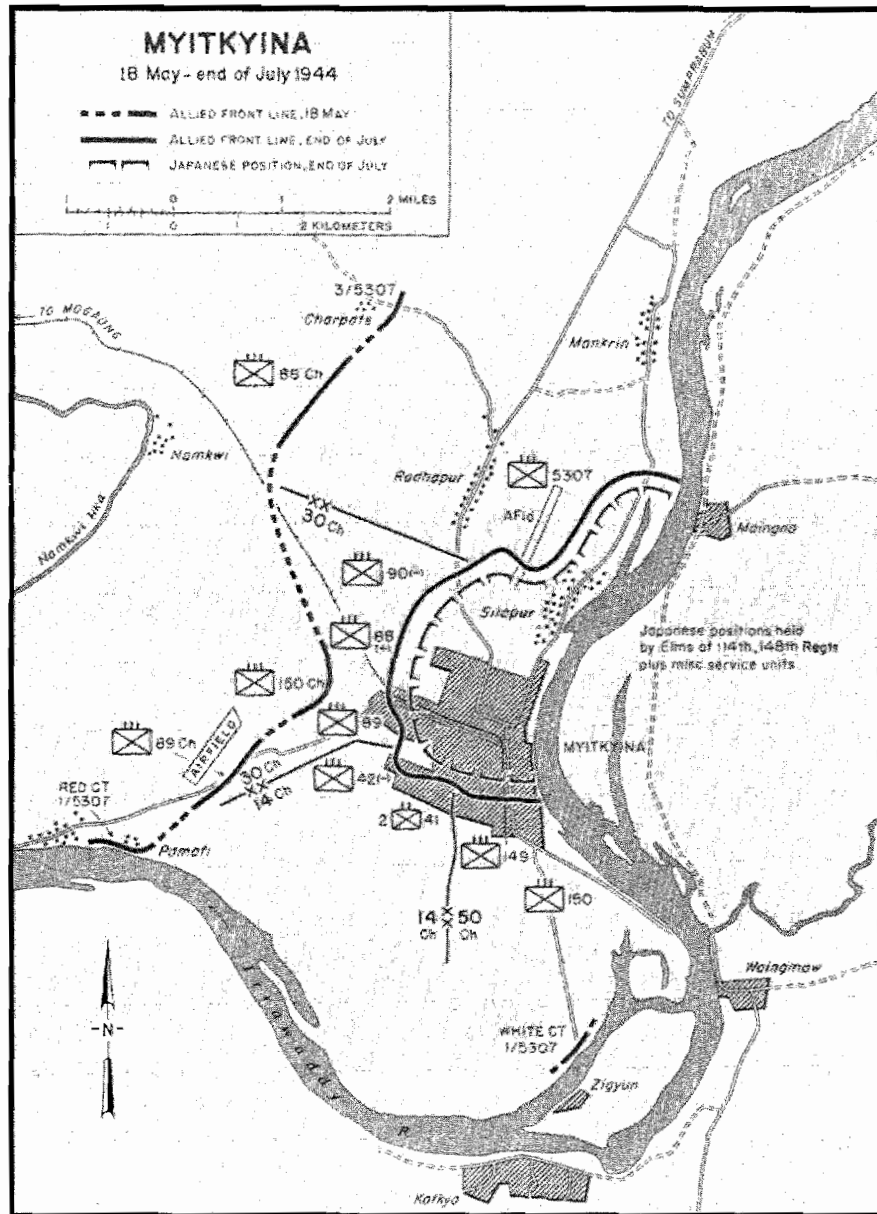 MYITKYINA
18 May - end of July 1944
ALLIED FRONT LINE, 18 MAY
ALLIED FRONT LINE, END OF JULY
JAPANESE POSITION, END OF JULY
1 0 1 2 MILES
1 0 2 KILOMETERS
TO SUMPRABUM
3/5307
Charpate
TO MOGAUNG
Mankrin
88 Ch
Namkwi
Radhapur
5307
XX
30 Ch
AFld
Namkwi Hka
Maingna
90(-)
Sitapur
88
(+)
Japanese positions held
by Elms of 114th, 148th Regts
plus misc service units
150 Ch
89
89 Ch
AIRFIELD
MYITKYINA
30 Ch
XX
14 Ch
42(-)
RED CT
1/5307
2 41
Pamati
149
150
14 XX 50
Ch Ch
Waingmaw
-N-
Irrawaddy
R
WHITE CT
1/5307
Zigyun
Katkyo